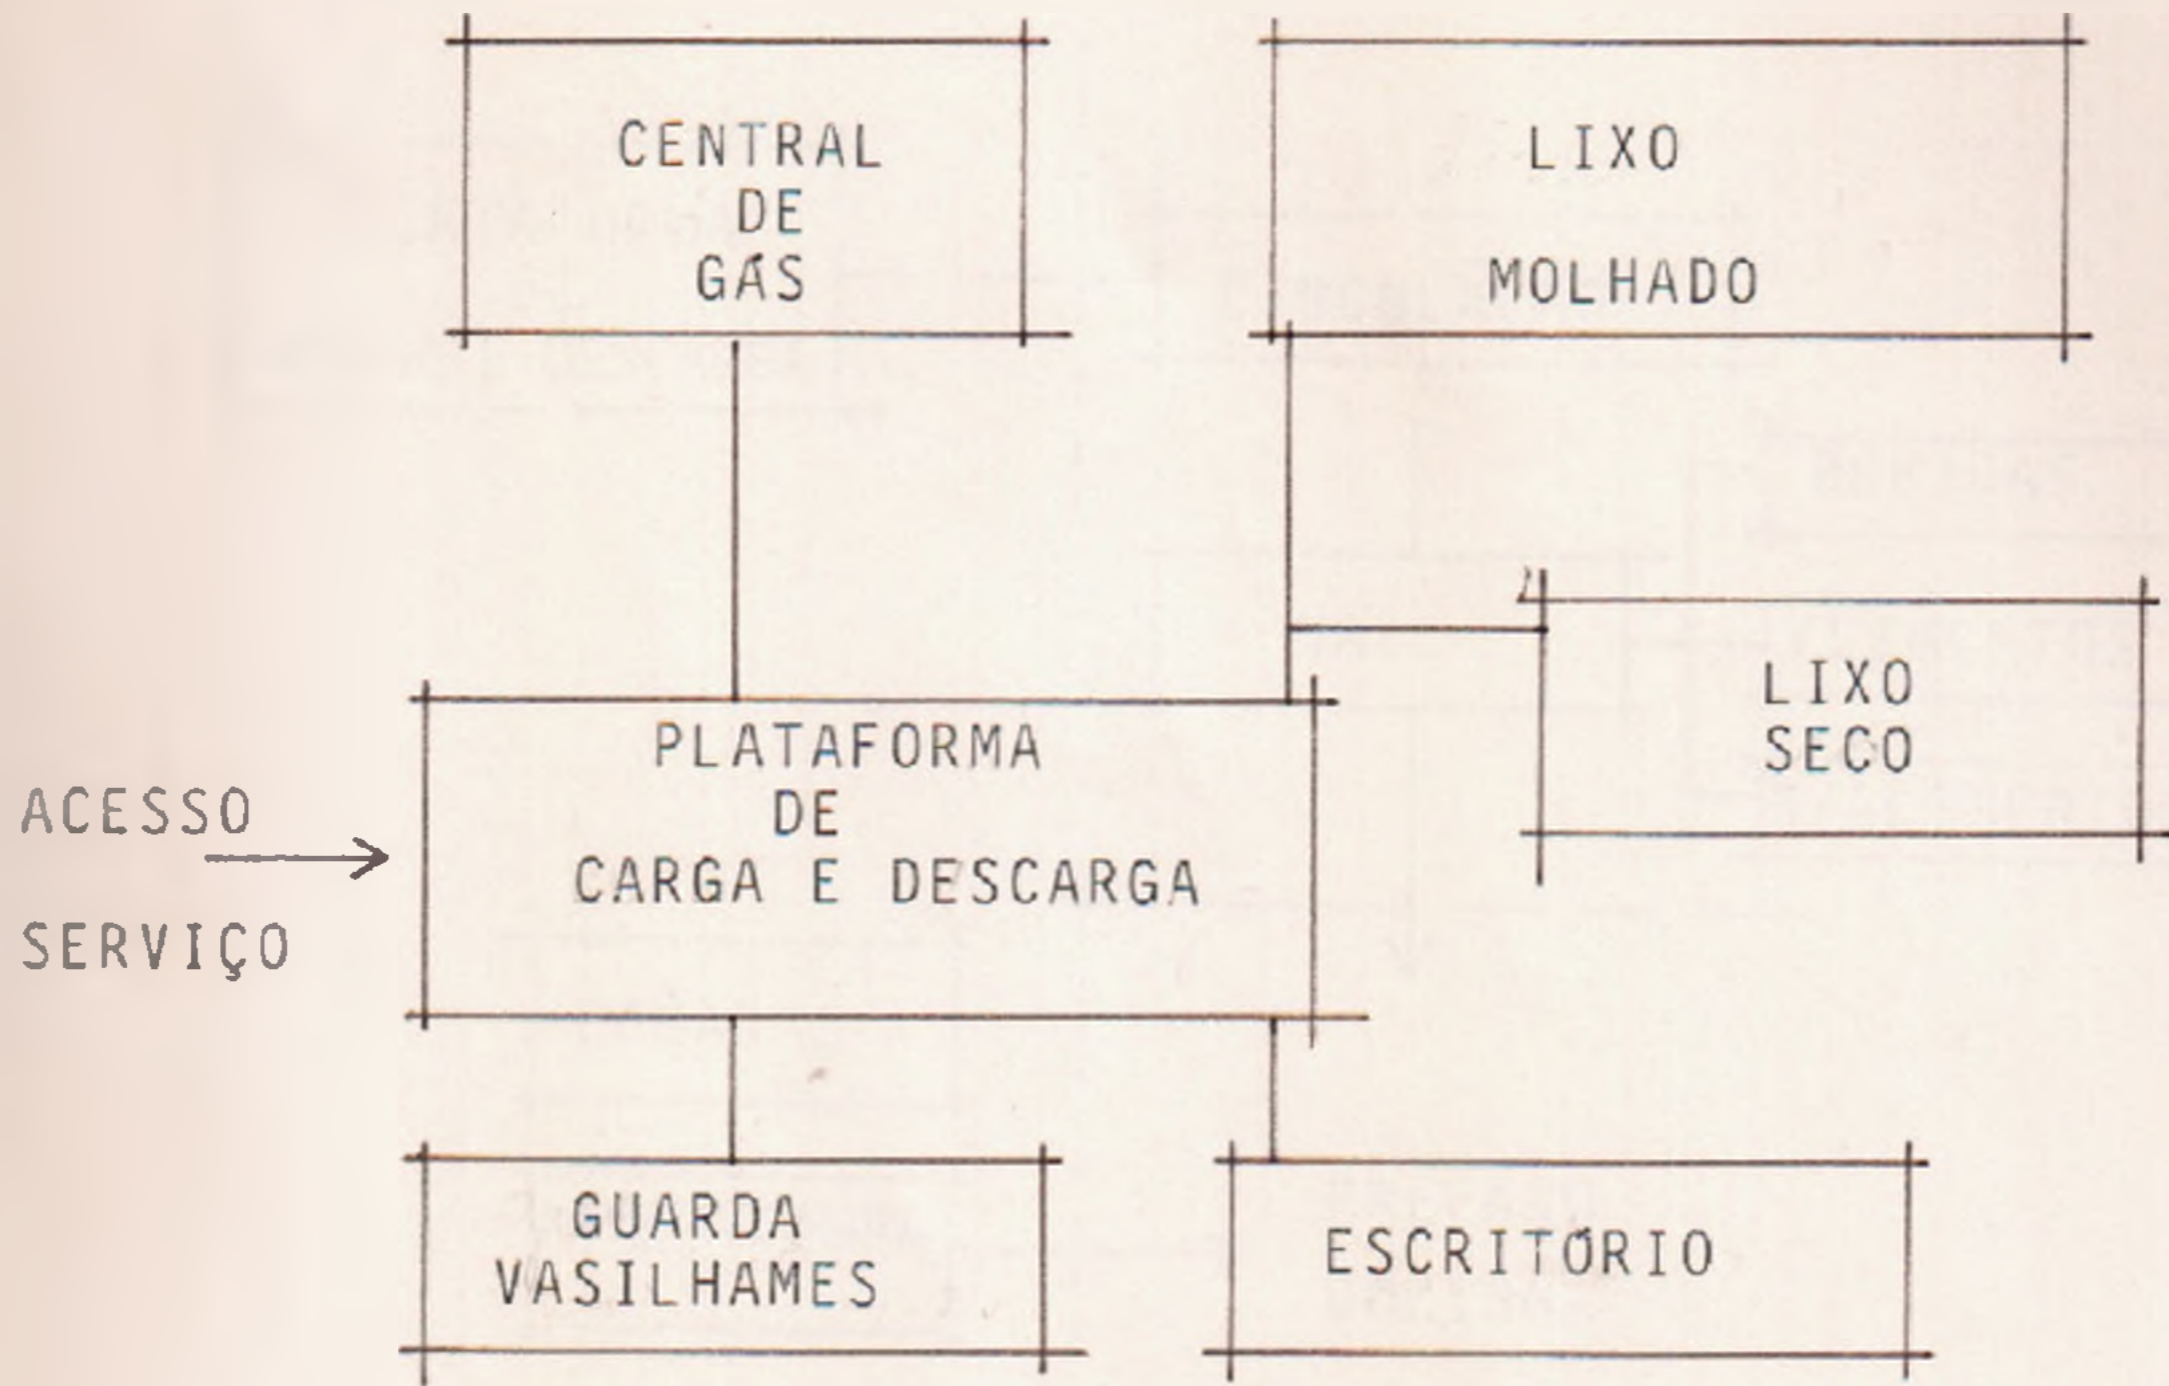 CENTRAL
DE
GÁS
LIXO
MOLHADO
LIXO
SECO
PLATAFORMA
DE
CARGA E DESCARGA
ACESSO
SERVIÇO
GUARDA
VASILHAMES
ESCRITÓRIO